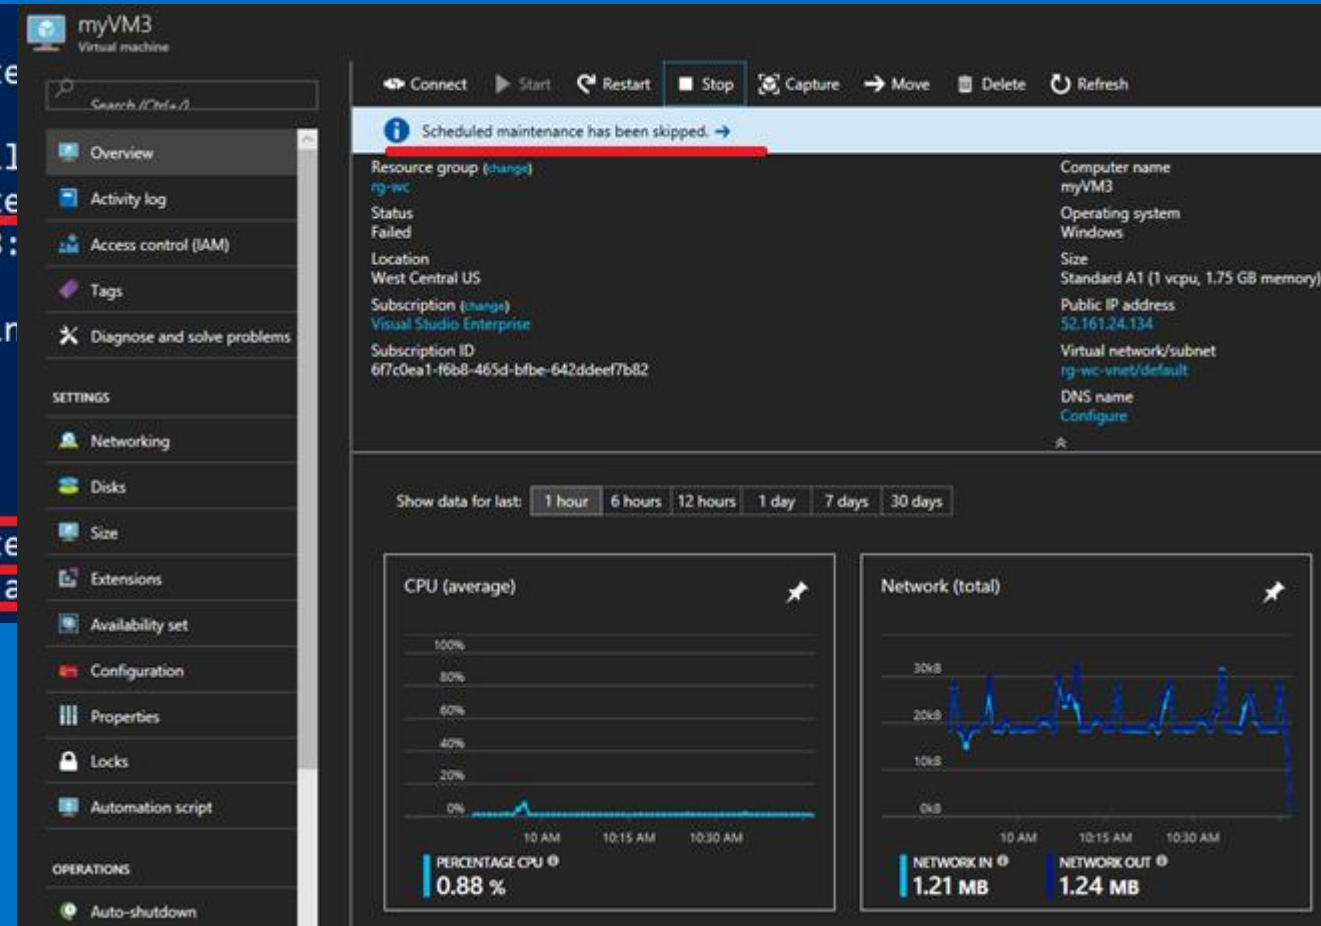 myVM3
Virtual machine
Search (Ctrl+/)
Overview
Activity log
Access control (IAM)
Tags
Diagnose and solve problems
SETTINGS
Networking
Disks
Size
Extensions
Availability set
Configuration
Properties
Locks
Automation script
OPERATIONS
Auto-shutdown
Connect Start Restart Stop Capture Move Delete Refresh
Scheduled maintenance has been skipped. →
Resource group (change)
rg-wc
Status
Failed
Location
West Central US
Subscription (change)
Visual Studio Enterprise
Subscription ID
6f7c0ea1-f6b8-465d-bfbe-642ddeef7b82
Computer name
myVM3
Operating system
Windows
Size
Standard A1 (1 vcpu, 1.75 GB memory)
Public IP address
52.161.24.134
Virtual network/subnet
rg-wc-vnet/default
DNS name
Configure
Show data for last: 1 hour 6 hours 12 hours 1 day 7 days 30 days
CPU (average)
100%
80%
60%
40%
20%
0%
10 AM 10:15 AM 10:30 AM
PERCENTAGE CPU
0.88 %
Network (total)
30kB
20kB
10kB
0kB
10 AM 10:15 AM 10:30 AM
NETWORK IN NETWORK OUT
1.21 MB 1.24 MB